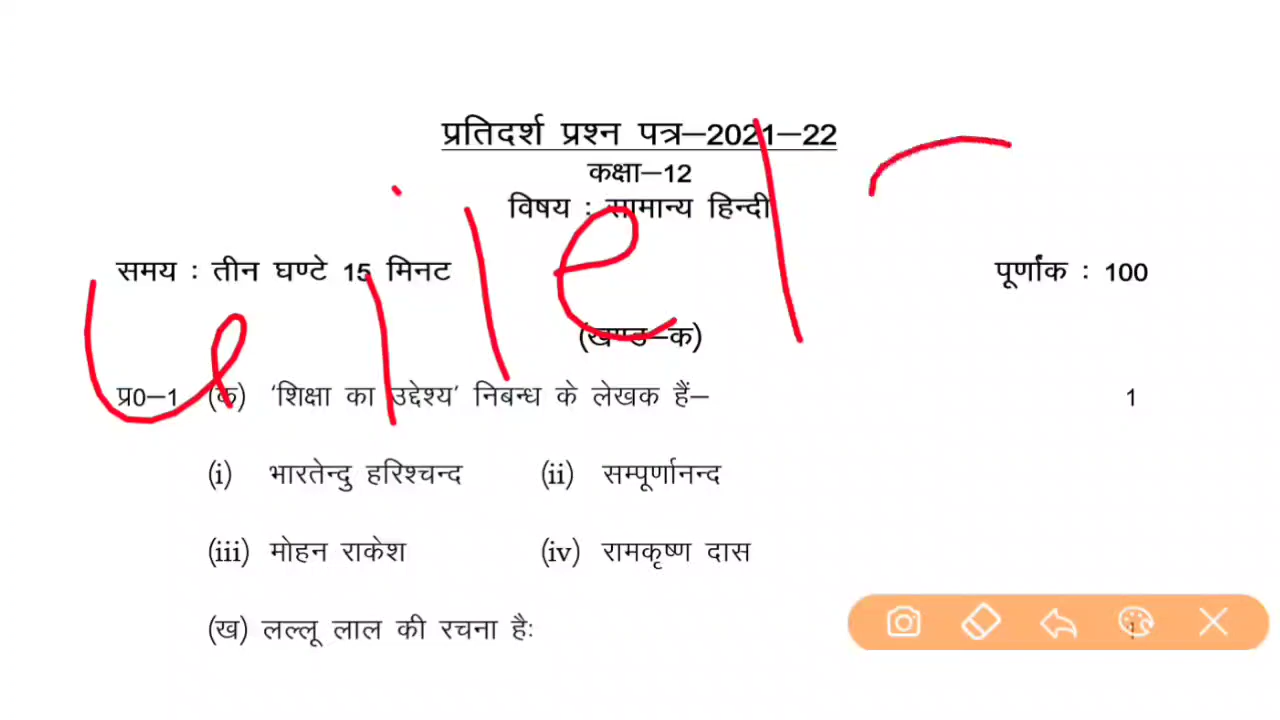 प्रतिदर्श प्रश्न पत्र–2021–22
कक्षा–12
विषय : सामान्य हिन्दी
समय : तीन घण्टे 15 मिनट पूर्णांक : 100
(खण्ड–क)
प्र0–1 (क) 'शिक्षा का उद्देश्य' निबन्ध के लेखक हैं– 1
(i) भारतेन्दु हरिश्चन्द (ii) सम्पूर्णानन्द
(iii) मोहन राकेश (iv) रामकृष्ण दास
(ख) लल्लू लाल की रचना हैः 1